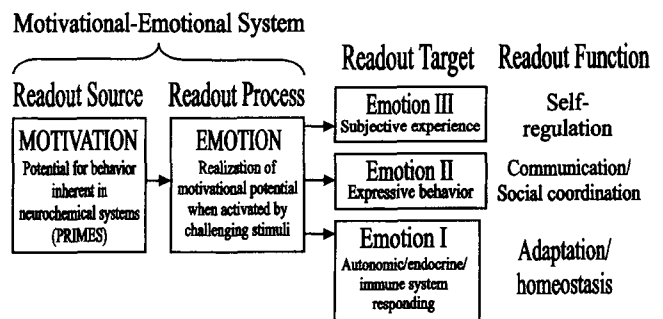 Motivational-Emotional System
Readout Source
Readout Process
Readout Target
Readout Function
MOTIVATION
Potential for behavior
inherent in
neurochemical systems
(PRIMES)
EMOTION
Realization of
motivational potential
when activated by
challenging stimuli
Emotion III
Subjective experience
Self-
regulation
Emotion II
Expressive behavior
Communication/
Social coordination
Emotion I
Autonomic/endocrine/
immune system
responding
Adaptation/
homeostasis